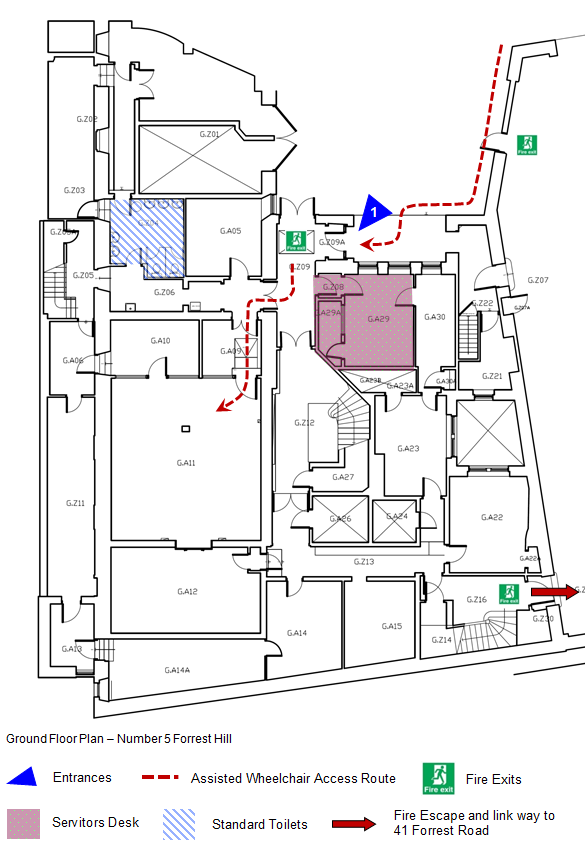 G.Z02
G.Z01
G.Z03
Fire exit
G.Z04
1
G.A05
Fire exit
G.Z09A
G.Z05
G.Z09
G.Z07
G.Z06
G.Z08
G.Z22
G.A29A
G.A29
G.A30
G.A10
G.A09
G.A06
G.Z21
G.A23B
G.A23A
G.A30A
G.Z12
G.A23
G.A11
G.A27
G.Z11
G.A26
G.A24
G.A22
G.A22A
G.Z13
G.A12
Fire exit
G.Z16
G.Z30
G.A14
G.A15
G.Z14
G.A13
G.A14A
Ground Floor Plan – Number 5 Forrest Hill
Entrances
Assisted Wheelchair Access Route
Fire exit
Fire Exits
Servitors Desk
Standard Toilets
Fire Escape and link way to
41 Forrest Road